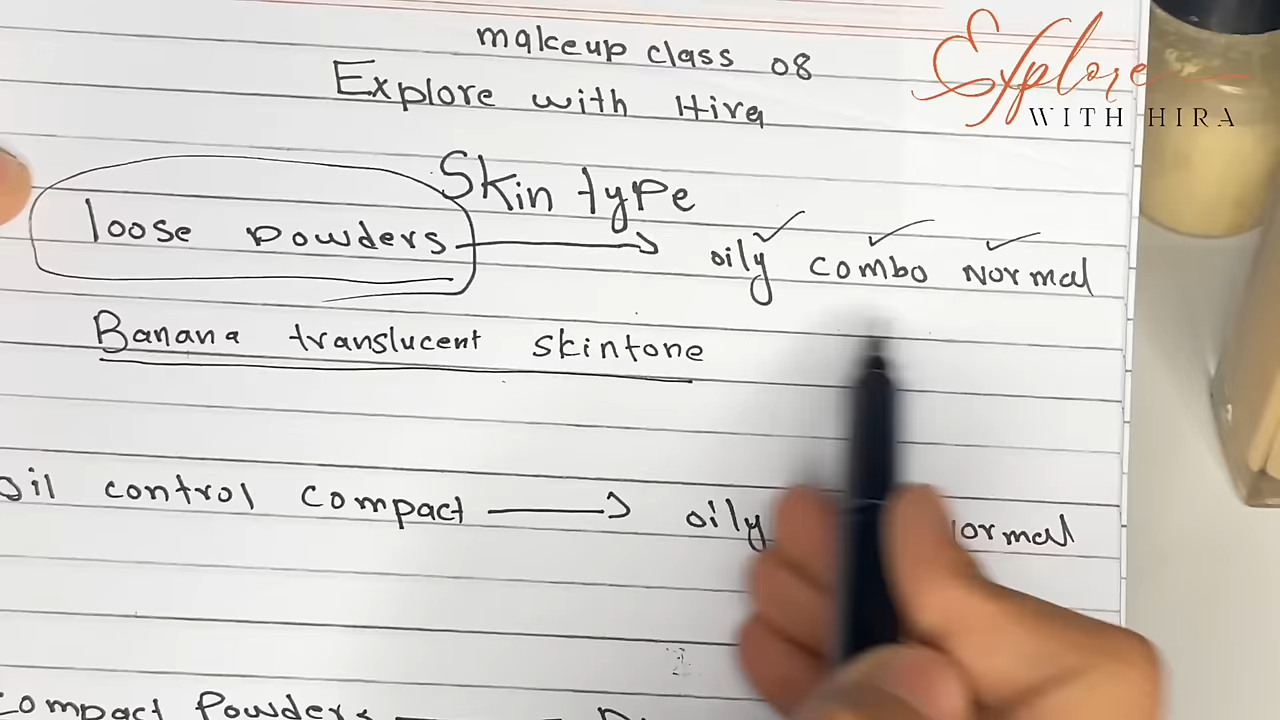 makeup class 08
Explore with Hira
Explore
WITH HIRA
Skin type
loose Powders → oily combo Normal
Banana translucent skintone
oil control compact → oily ormal
compact Powders